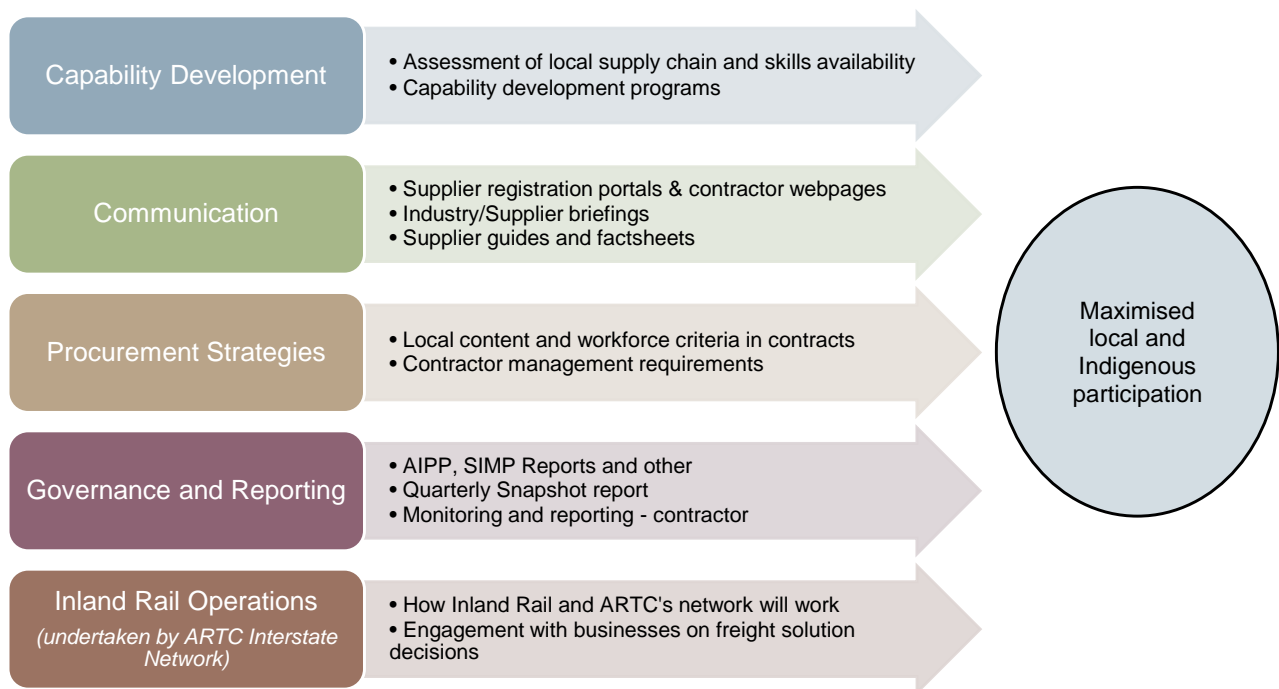 Capability Development
• Assessment of local supply chain and skills availability
• Capability development programs
Communication
• Supplier registration portals & contractor webpages
• Industry/Supplier briefings
• Supplier guides and factsheets
Procurement Strategies
• Local content and workforce criteria in contracts
• Contractor management requirements
Governance and Reporting
• AIPP, SIMP Reports and other
• Quarterly Snapshot report
• Monitoring and reporting - contractor
Inland Rail Operations
(undertaken by ARTC Interstate
Network)
• How Inland Rail and ARTC's network will work
• Engagement with businesses on freight solution
decisions
Maximised
local and
Indigenous
participation